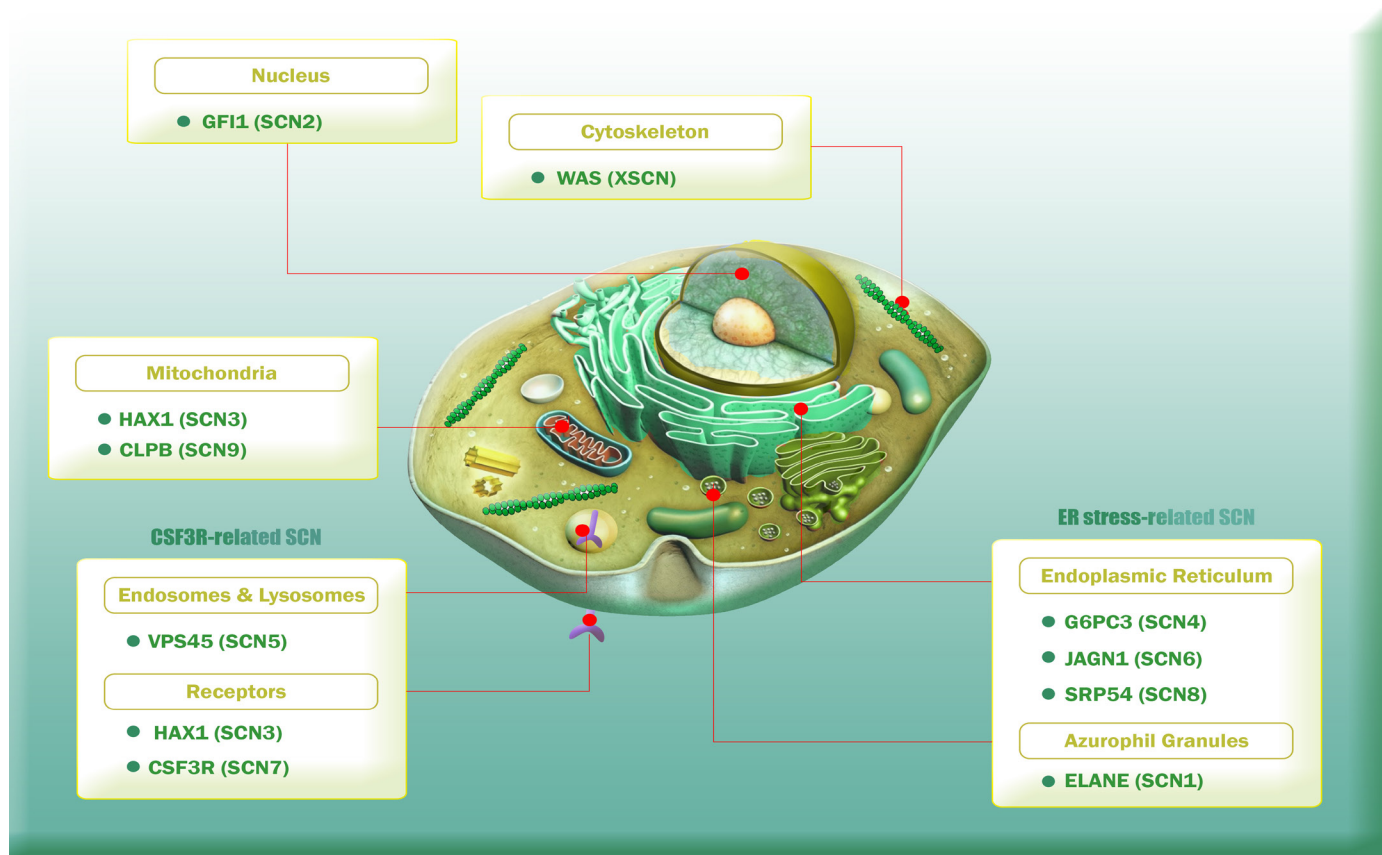 Nucleus
GFI1 (SCN2)
Cytoskeleton
WAS (XSCN)
Mitochondria
HAX1 (SCN3)
CLPB (SCN9)
CSF3R-related SCN
Endosomes & Lysosomes
VPS45 (SCN5)
Receptors
HAX1 (SCN3)
CSF3R (SCN7)
ER stress-related SCN
Endoplasmic Reticulum
G6PC3 (SCN4)
JAGN1 (SCN6)
SRP54 (SCN8)
Azurophil Granules
ELANE (SCN1)